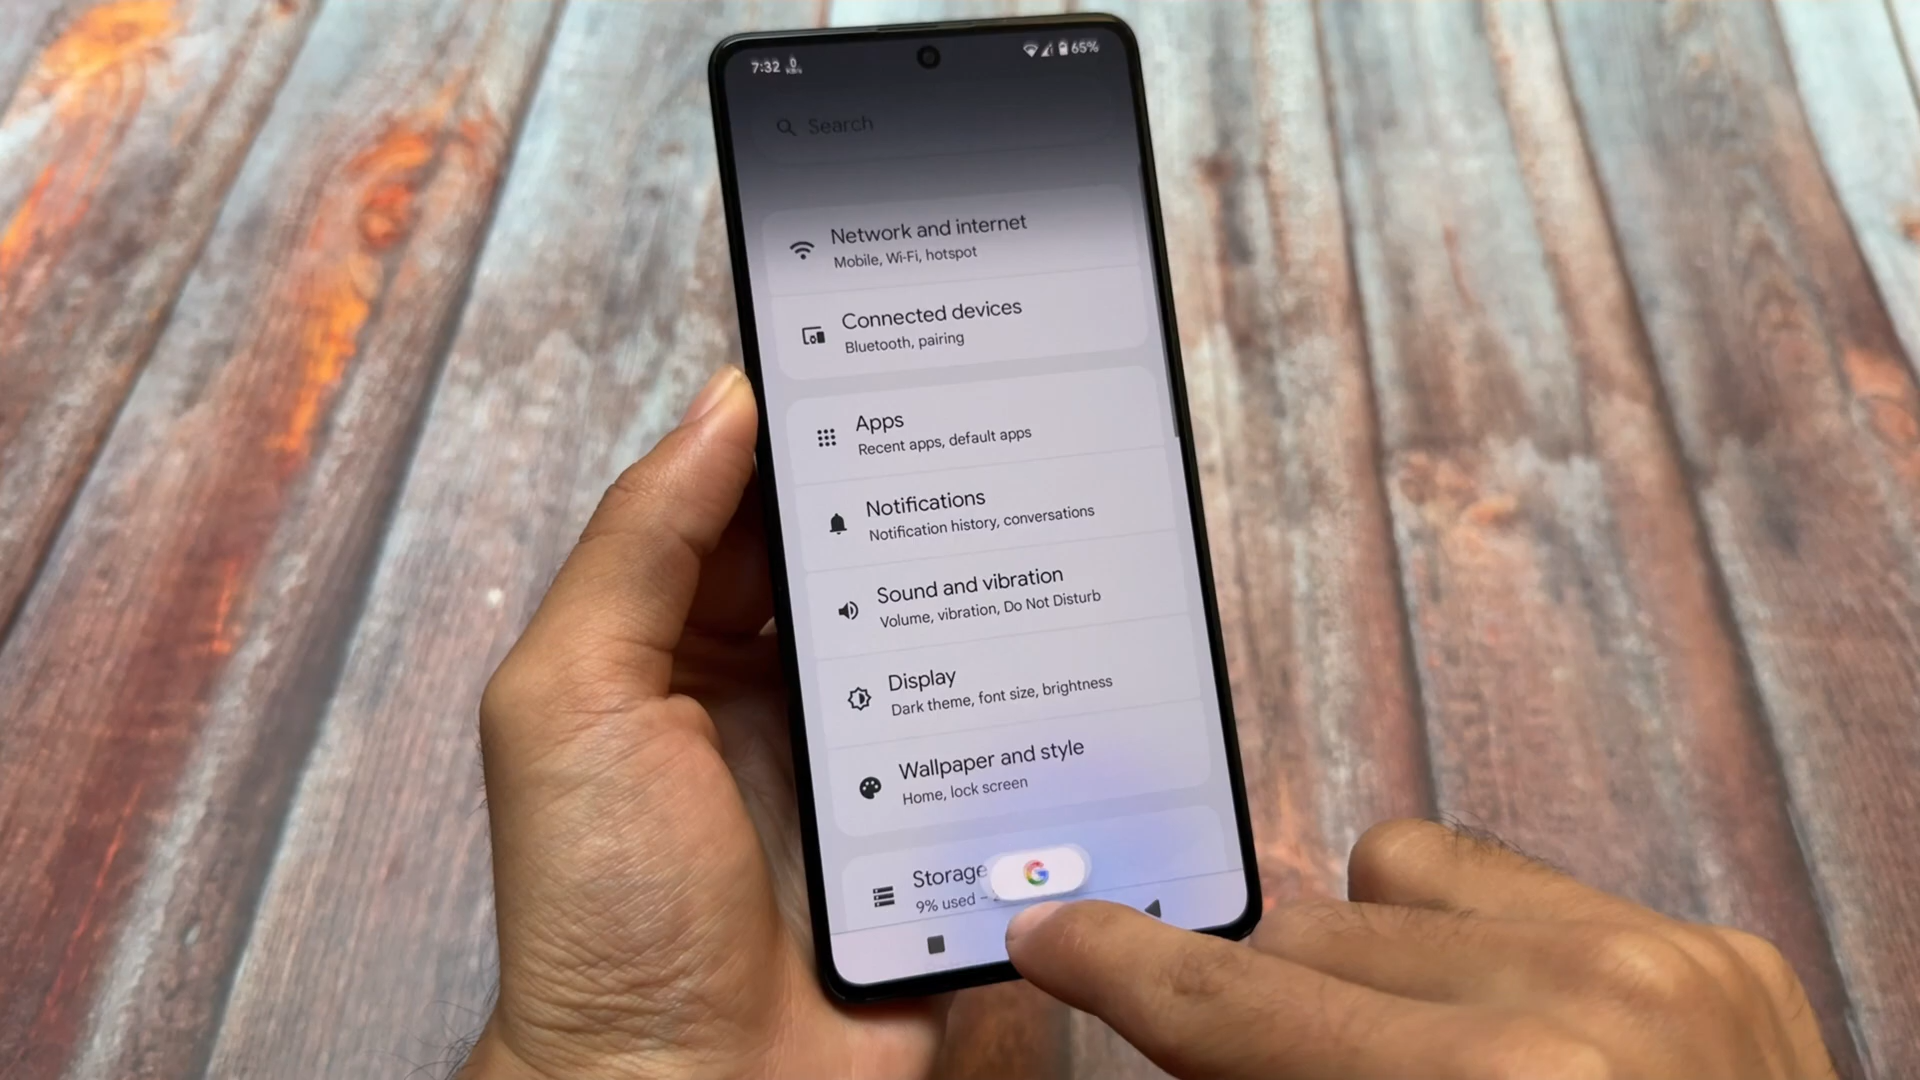 7:32 0 KB/s 65%
Search
Network and internet
Mobile, Wi-Fi, hotspot
Connected devices
Bluetooth, pairing
Apps
Recent apps, default apps
Notifications
Notification history, conversations
Sound and vibration
Volume, vibration, Do Not Disturb
Display
Dark theme, font size, brightness
Wallpaper and style
Home, lock screen
Storage
9% used -